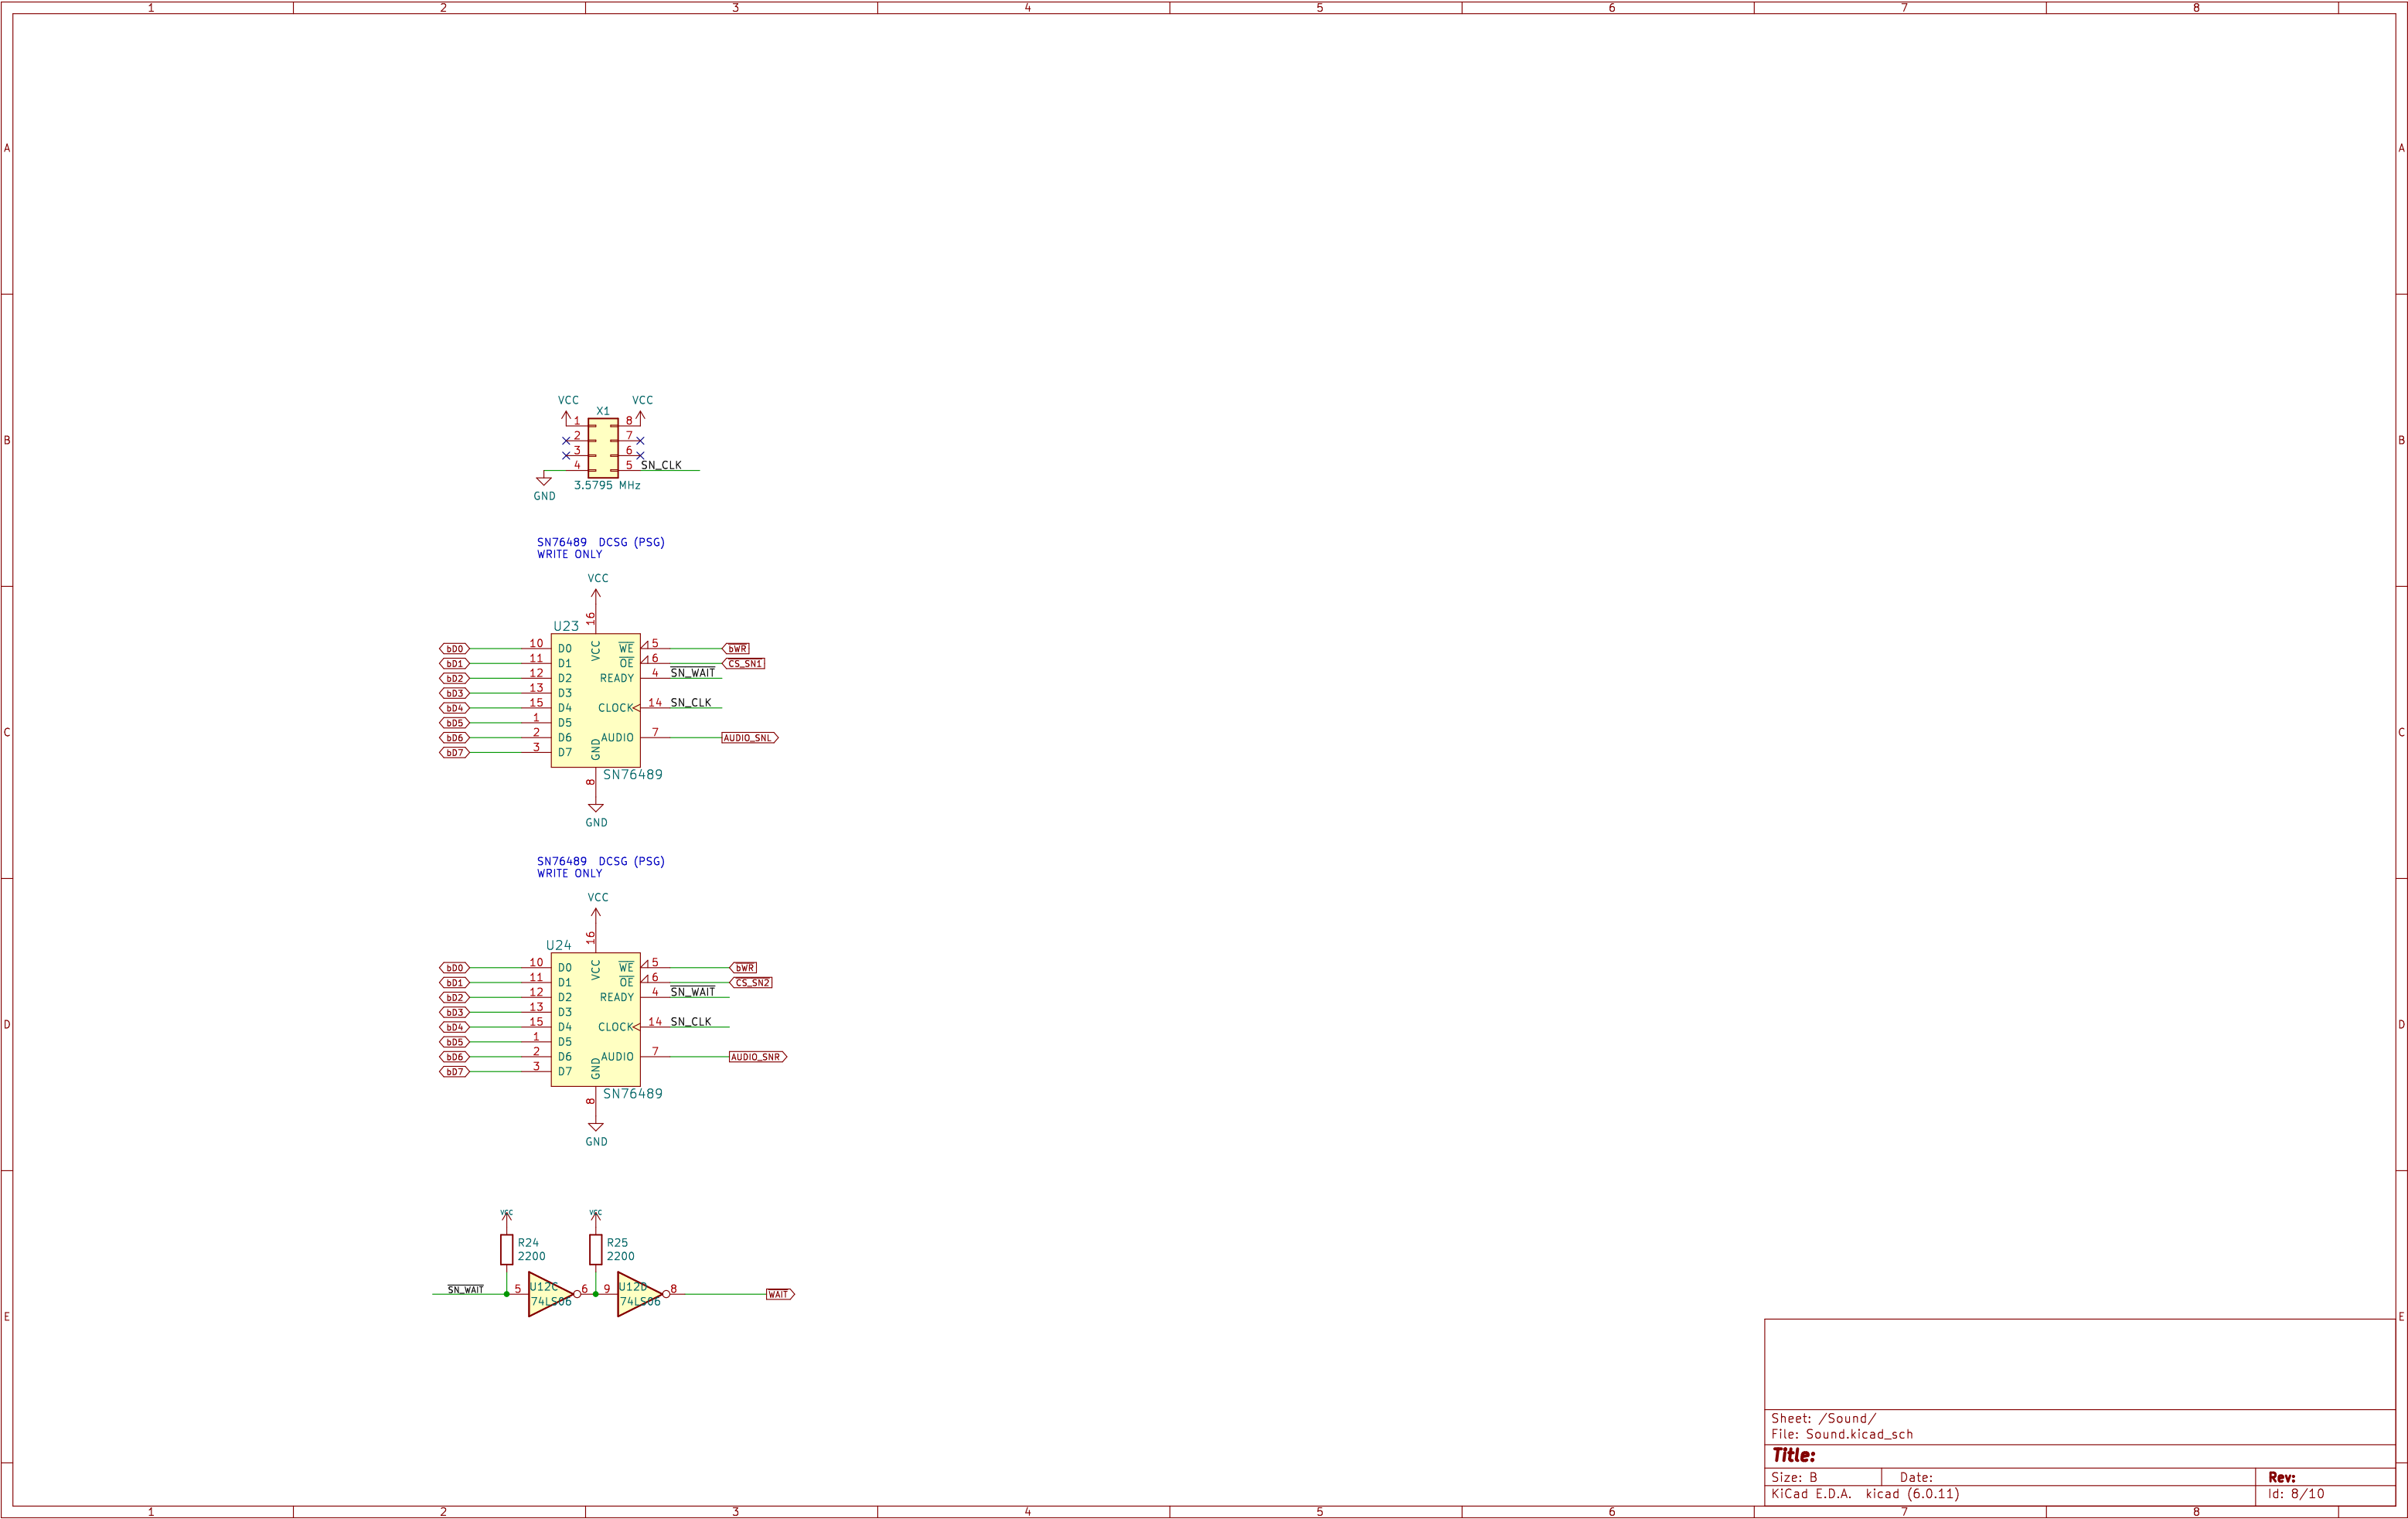 1 2 3 4 5 6 7 8
A A
VCC VCC
X1
1 8
B 2 7 B
3 6
4 5 SN_CLK
3.5795 MHz
GND
SN76489 DCSG (PSG)
WRITE ONLY
VCC
16
U23
bD0 10 D0 VCC WE 5 bWR
bD1 11 D1 OE 6 CS_SN1
bD2 12 D2 READY 4 SN_WAIT
bD3 13 D3
bD4 15 D4 CLOCK 14 SN_CLK
bD5 1 D5
C C
bD6 2 D6 GND AUDIO 7 AUDIO_SNL
bD7 3 D7
SN76489
8
GND
SN76489 DCSG (PSG)
WRITE ONLY
VCC
16
U24
bD0 10 D0 VCC WE 5 bWR
bD1 11 D1 OE 6 CS_SN2
bD2 12 D2 READY 4 SN_WAIT
bD3 13 D3
D bD4 15 D4 CLOCK 14 SN_CLK D
bD5 1 D5
bD6 2 D6 GND AUDIO 7 AUDIO_SNR
bD7 3 D7
SN76489
8
GND
VCC VCC
R24 R25
2200 2200
SN_WAIT 5 U12C 6 9 U12D 8 WAIT
74LS06 74LS06
E E
Sheet: /Sound/
File: Sound.kicad_sch
Title:
Size: B Date: Rev:
KiCad E.D.A. kicad (6.0.11) Id: 8/10
1 2 3 4 5 6 7 8